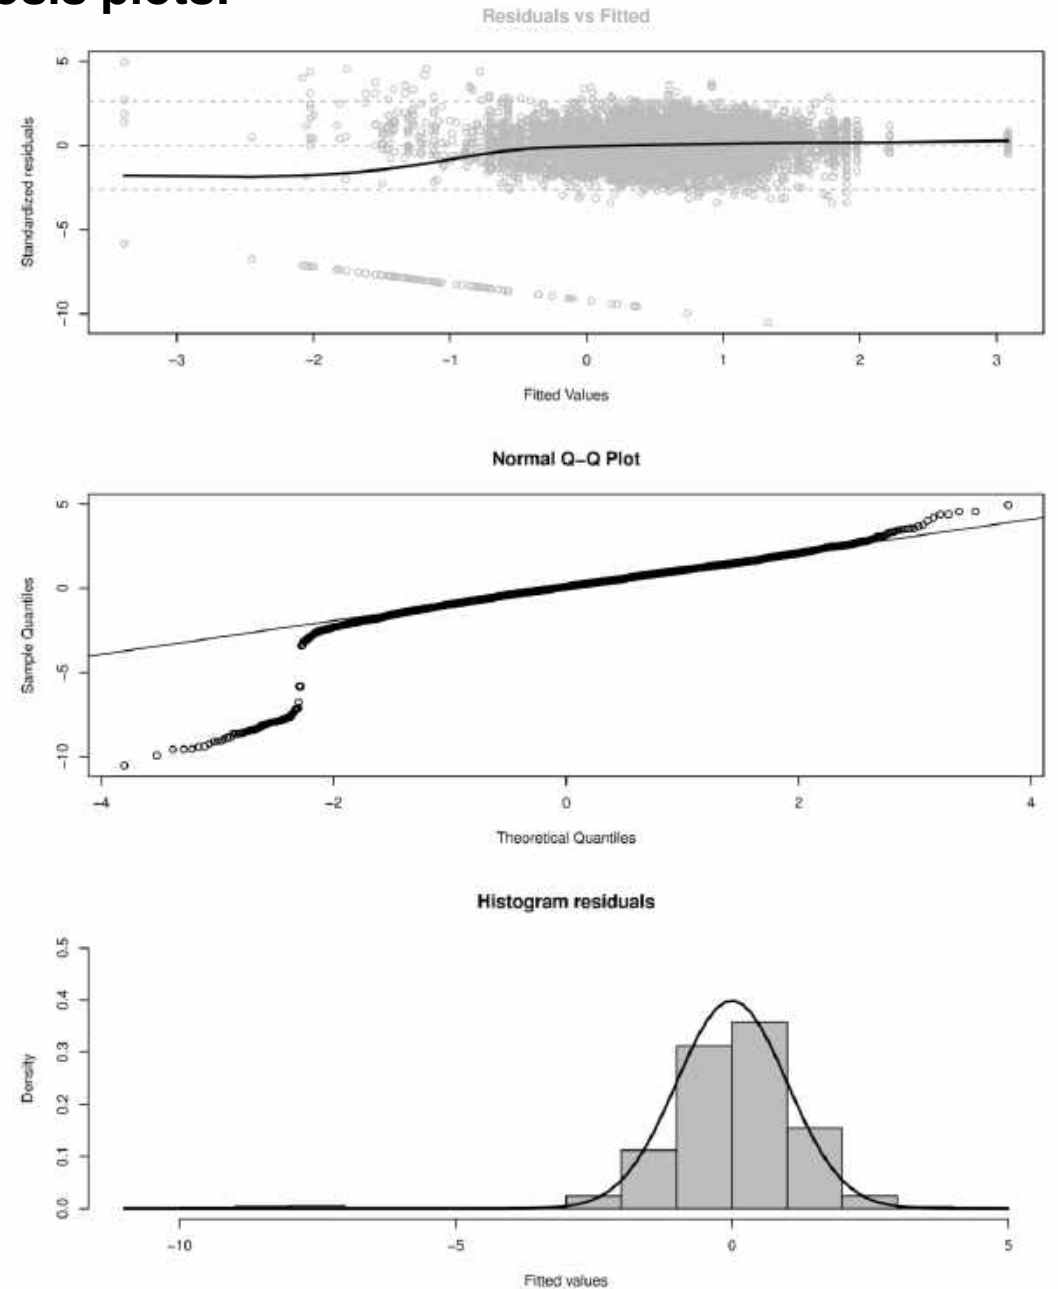 osis plots:
Residuals vs Fitted
Standardized residuals
5
0
−5
−10
−3 −2 −1 0 1 2 3
Fitted Values
Normal Q−Q Plot
Sample Quantiles
5
0
−5
−10
−4 −2 0 2 4
Theoretical Quantiles
Histogram residuals
Density
0.5
0.4
0.3
0.2
0.1
0.0
−10 −5 0 5
Fitted values